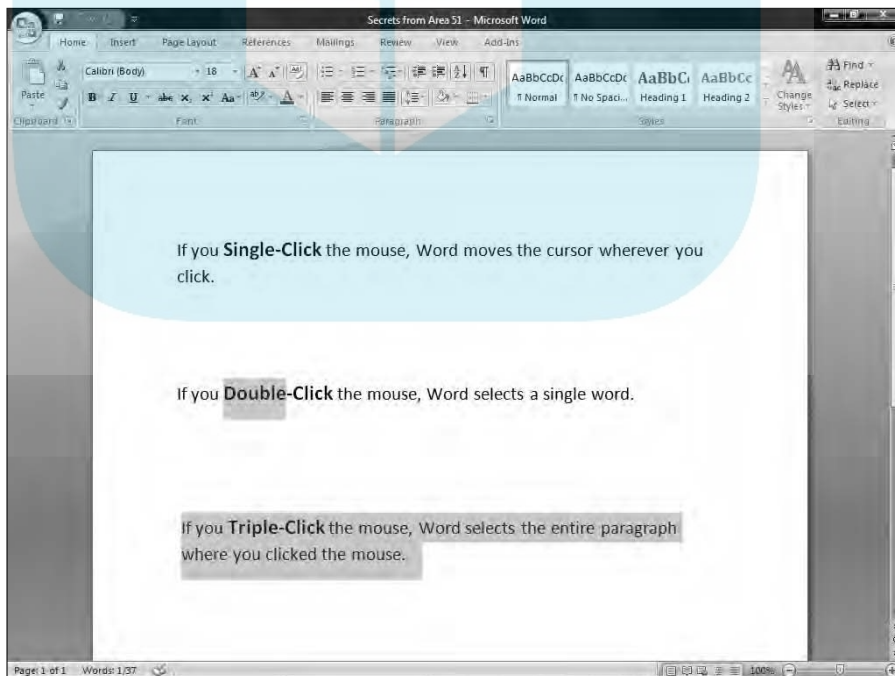 Secrets from Area 51 - Microsoft Word
Home Insert Page Layout References Mailings Review View Add-Ins
Calibri (Body) 18 Find
Replace
Paste B I U abc Aa A Normal No Spaci... Heading 1 Heading 2 Change Styles Select
AaBbCcDc AaBbCcDc AaBbCc AaBbCc
Clipboard Font Paragraph Styles Editing
If you Single-Click the mouse, Word moves the cursor wherever you
click.
If you Double-Click the mouse, Word selects a single word.
If you Triple-Click the mouse, Word selects the entire paragraph
where you clicked the mouse.
Page: 1 of 1 Words: 1/37 100%